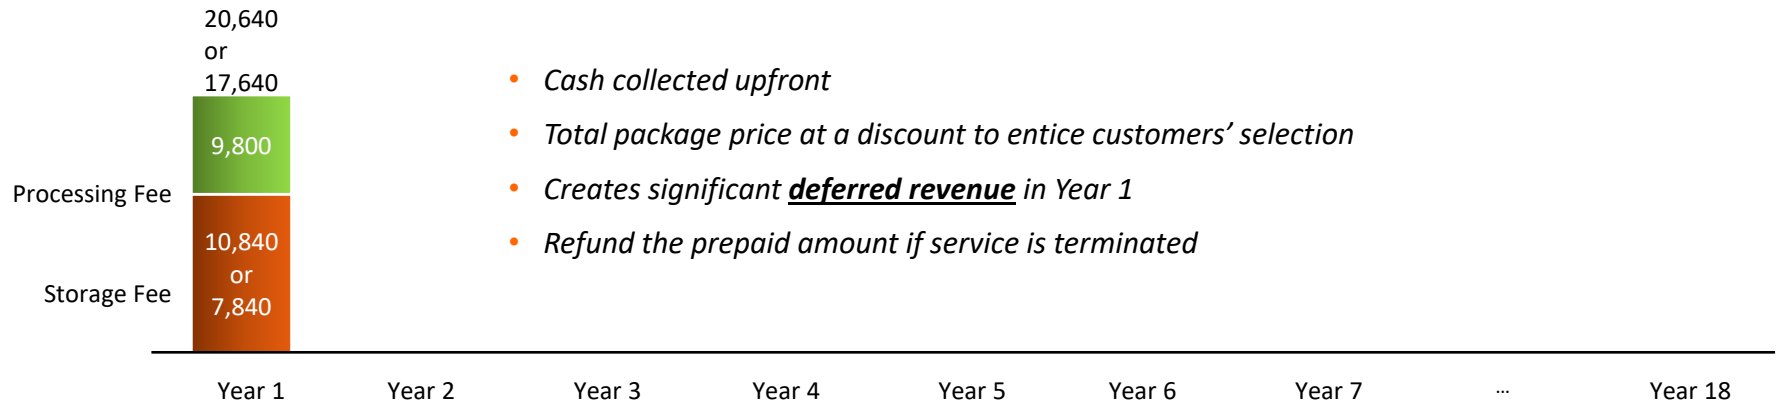 20,640
or
17,640
9,800
Processing Fee
10,840
or
7,840
Storage Fee
• Cash collected upfront
• Total package price at a discount to entice customers’ selection
• Creates significant deferred revenue in Year 1
• Refund the prepaid amount if service is terminated
Year 1 Year 2 Year 3 Year 4 Year 5 Year 6 Year 7 ... Year 18